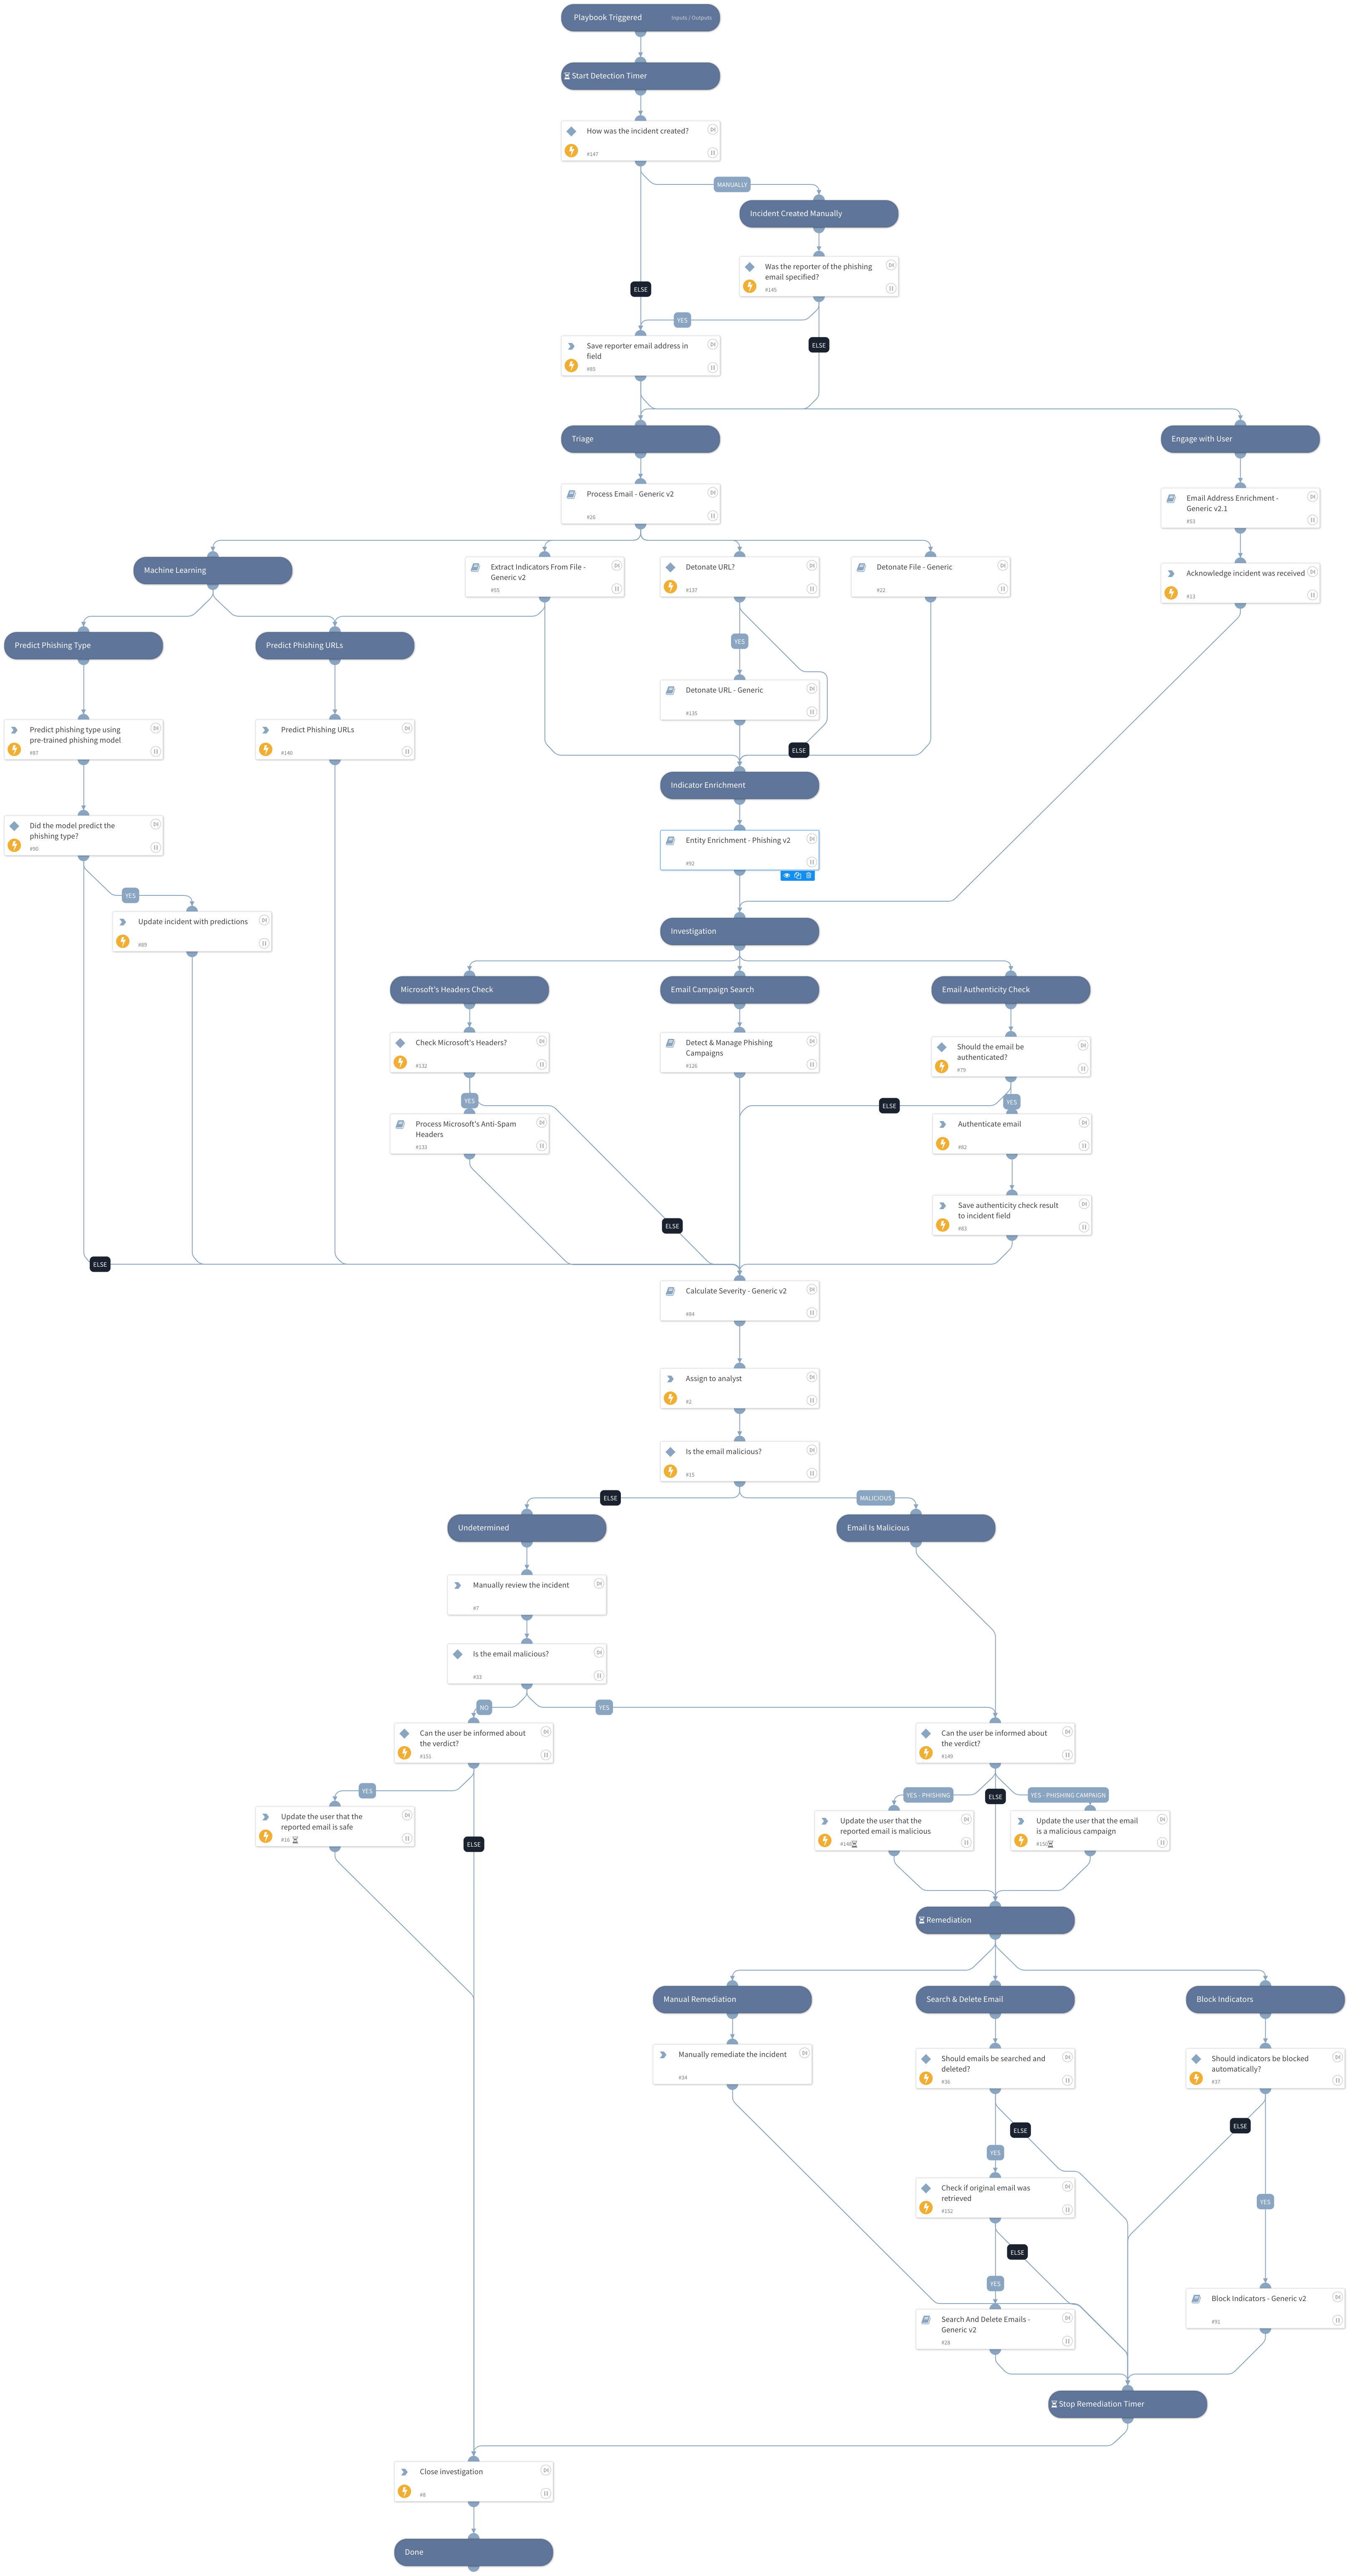 Playbook Triggered
Inputs / Outputs
Start Detection Timer
How was the incident created?
#147
MANUALLY
Incident Created Manually
Was the reporter of the phishing
email specified?
#145
ELSE
YES
Save reporter email address in
field
#85
ELSE
Triage
Engage with User
Process Email - Generic v2
#26
Email Address Enrichment -
Generic v2.1
#53
Machine Learning
Extract Indicators From File -
Generic v2
#55
Detonate URL?
#137
Detonate File - Generic
#22
Acknowledge incident was received
#13
Predict Phishing Type
Predict Phishing URLs
YES
Detonate URL - Generic
#135
Predict phishing type using
pre-trained phishing model
#87
Predict Phishing URLs
#140
ELSE
Indicator Enrichment
Did the model predict the
phishing type?
#90
Entity Enrichment - Phishing v2
#92
YES
Update incident with predictions
#89
Investigation
Microsoft's Headers Check
Email Campaign Search
Email Authenticity Check
Check Microsoft's Headers?
#132
Detect & Manage Phishing
Campaigns
#126
Should the email be
authenticated?
#79
YES
ELSE
YES
Process Microsoft's Anti-Spam
Headers
#133
Authenticate email
#82
Save authenticity check result
to incident field
#83
ELSE
ELSE
Calculate Severity - Generic v2
#84
Assign to analyst
#2
Is the email malicious?
#15
ELSE
MALICIOUS
Undetermined
Email Is Malicious
Manually review the incident
#7
Is the email malicious?
#33
NO
YES
Can the user be informed about
the verdict?
#151
Can the user be informed about
the verdict?
#149
YES
YES - PHISHING
ELSE
YES - PHISHING CAMPAIGN
Update the user that the
reported email is safe
#16
ELSE
Update the user that the
reported email is malicious
#148
Update the user that the email
is a malicious campaign
#150
Remediation
Manual Remediation
Search & Delete Email
Block Indicators
Manually remediate the incident
#34
Should emails be searched and
deleted?
#36
Should indicators be blocked
automatically?
#37
ELSE
ELSE
YES
Check if original email was
retrieved
#152
YES
ELSE
YES
Search And Delete Emails -
Generic v2
#28
Block Indicators - Generic v2
#91
Stop Remediation Timer
Close investigation
#8
Done